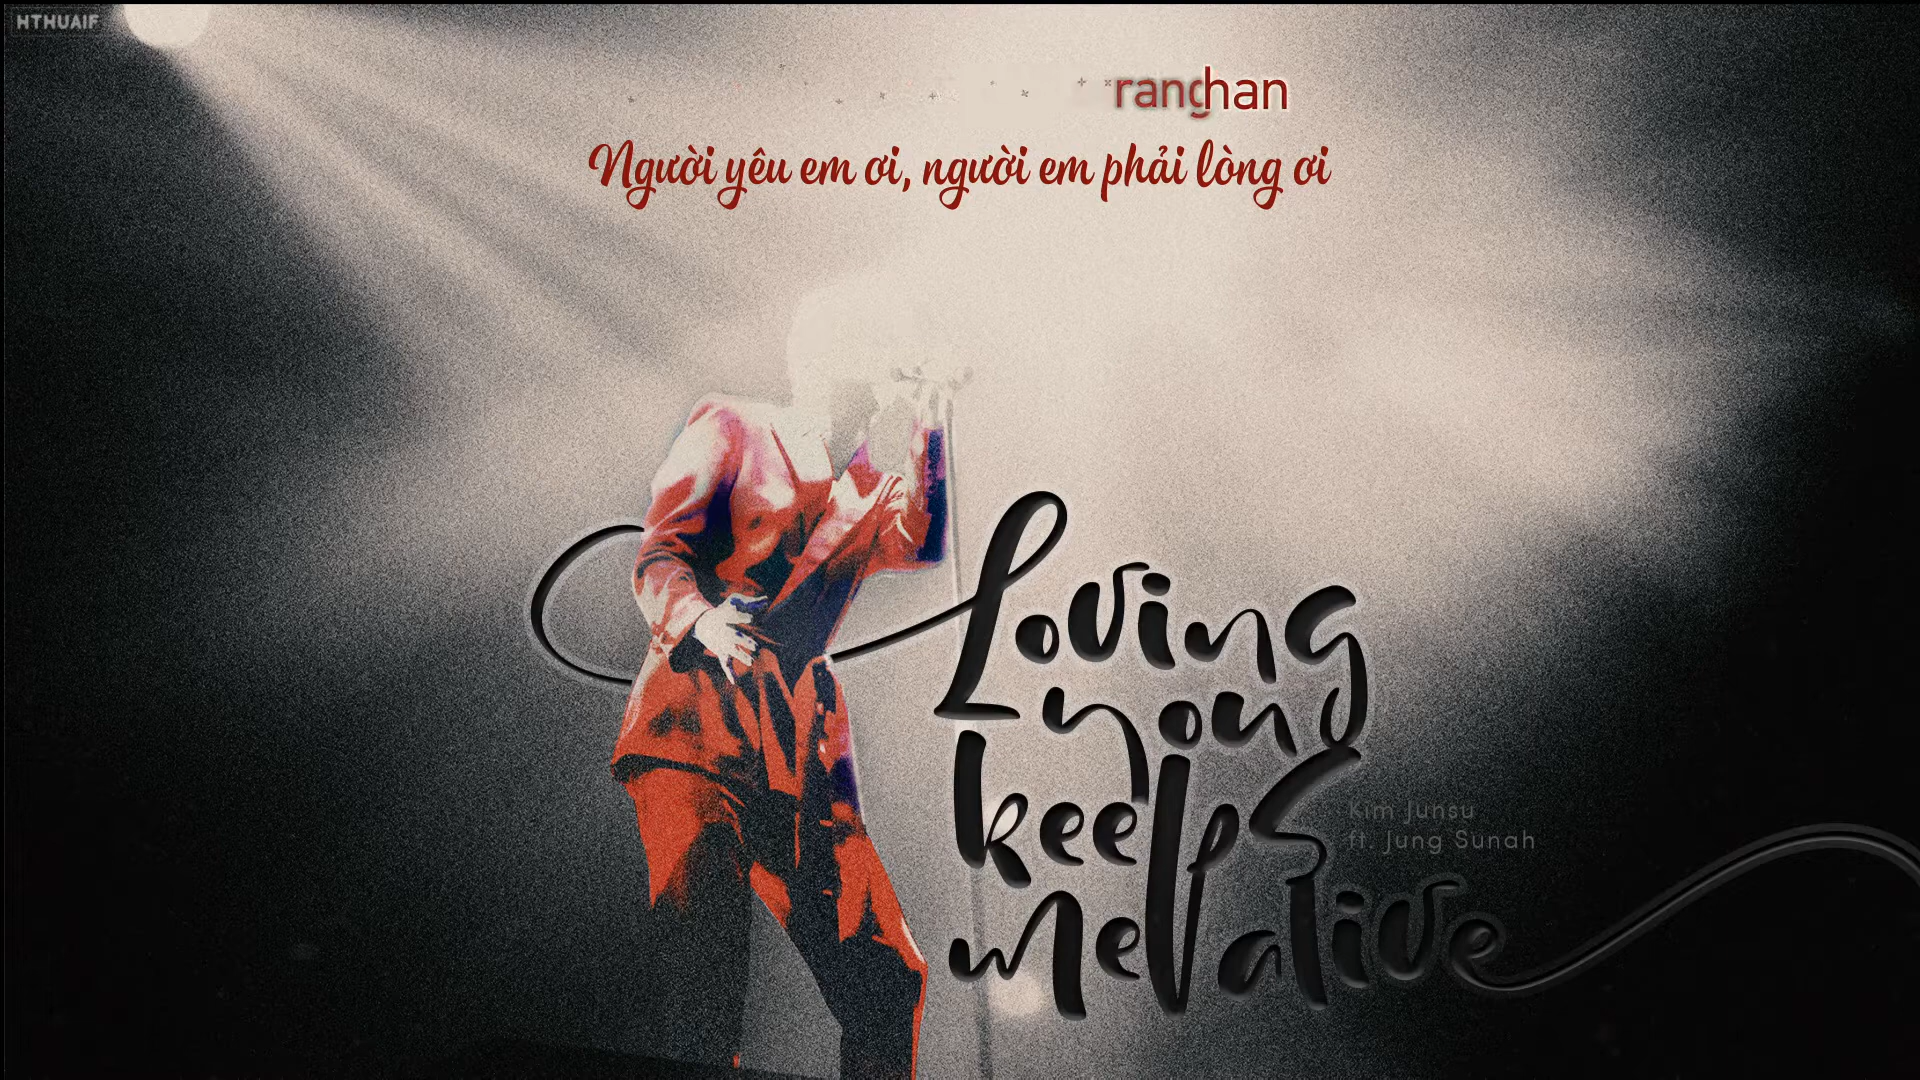 HTHUAIF
ranghan
Người yêu em ơi, người em phải lòng ơi
Loving
you
keeps
me alive
Kim Junsu
ft. Jung Sunah